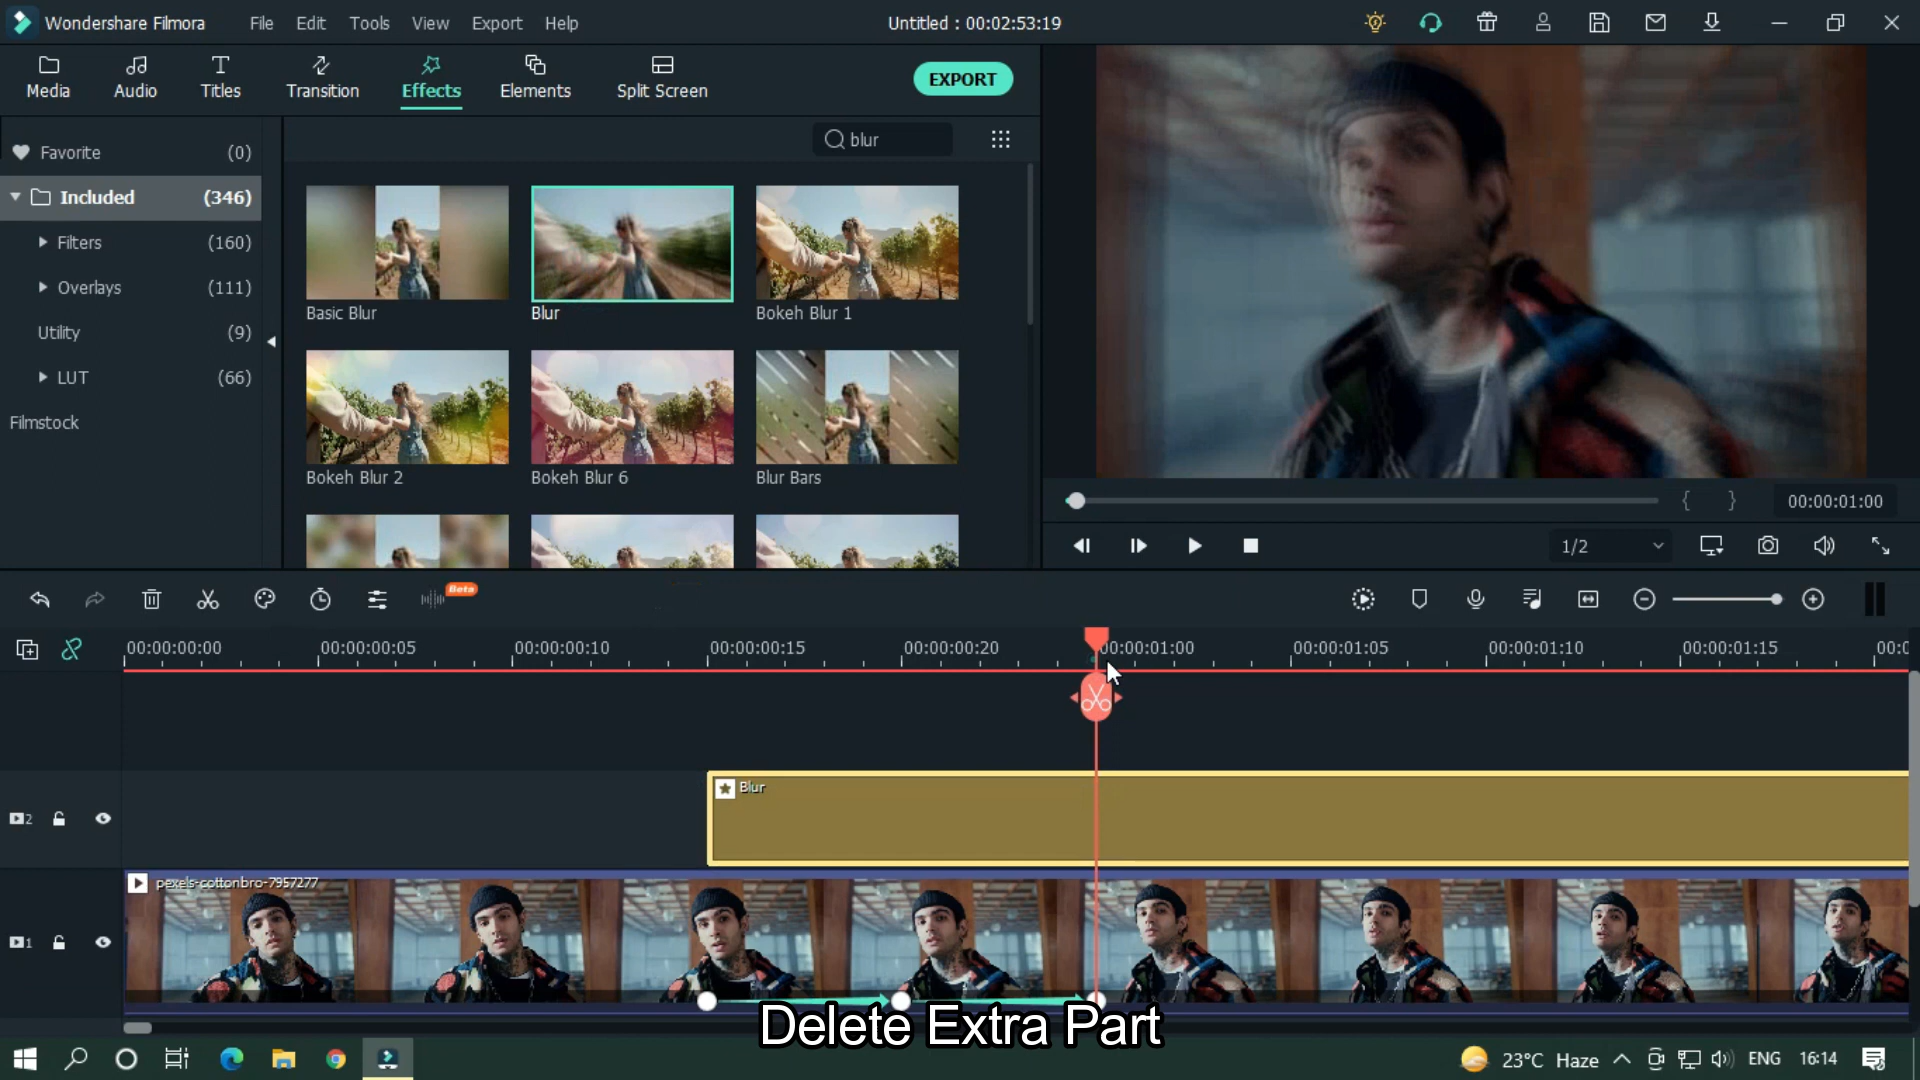 Wondershare Filmora File Edit Tools View Export Help Untitled : 00:02:53:19
Media Audio Titles Transition Effects Elements Split Screen EXPORT
Favorite (0)
blur
Included (346)
Filters (160)
Overlays (111)
Utility (9)
LUT (66)
Filmstock
Basic Blur Blur Bokeh Blur 1
Bokeh Blur 2 Bokeh Blur 6 Blur Bars
00:00:01:00
1/2
Beta
00:00:00:00 00:00:00:05 00:00:00:10 00:00:00:15 00:00:00:20 00:00:01:00 00:00:01:05 00:00:01:10 00:00:01:15 00:0
Blur
2
pexels-cottonbro-7957277
1
Delete Extra Part
23°C Haze ENG 16:14